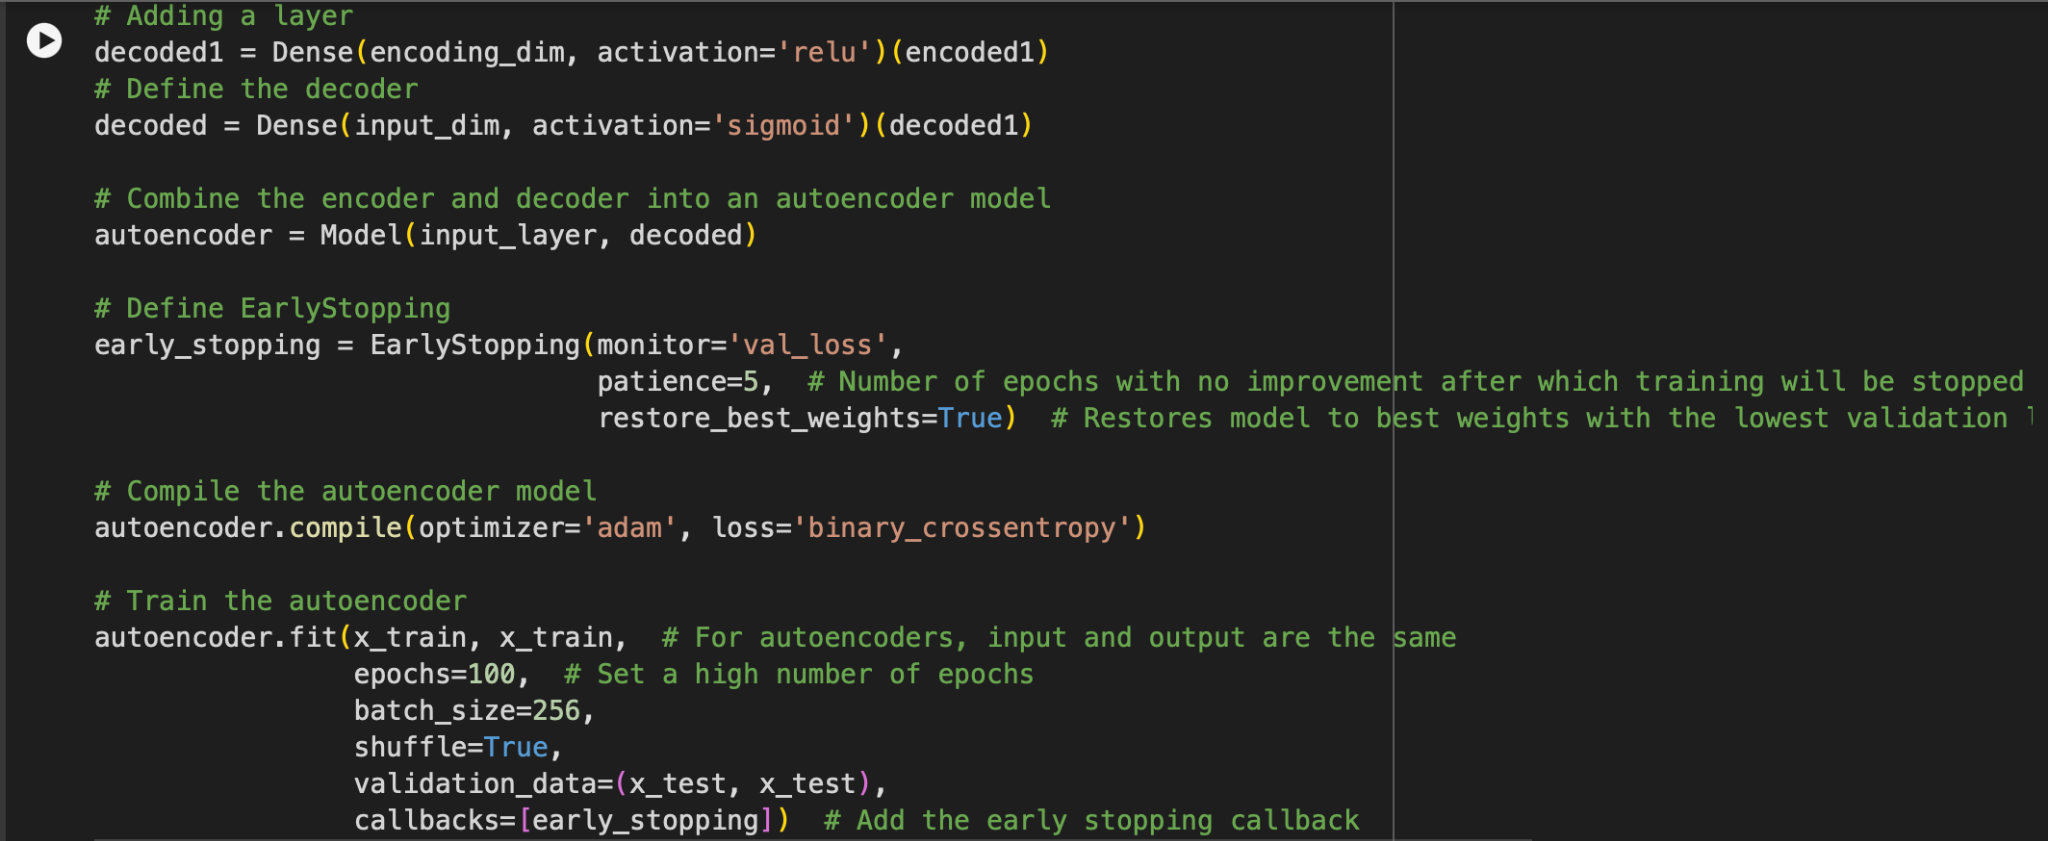 # Adding a layer
decoded1 = Dense(encoding_dim, activation='relu')(encoded1)
# Define the decoder
decoded = Dense(input_dim, activation='sigmoid')(decoded1)
# Combine the encoder and decoder into an autoencoder model
autoencoder = Model(input_layer, decoded)
# Define EarlyStopping
early_stopping = EarlyStopping(monitor='val_loss',
patience=5,  # Number of epochs with no improvement after which training will be stopped
restore_best_weights=True)  # Restores model to best weights with the lowest validation
# Compile the autoencoder model
autoencoder.compile(optimizer='adam', loss='binary_crossentropy')
# Train the autoencoder
autoencoder.fit(x_train, x_train,  # For autoencoders, input and output are the same
epochs=100,  # Set a high number of epochs
batch_size=256,
shuffle=True,
validation_data=(x_test, x_test),
callbacks=[early_stopping])  # Add the early stopping callback